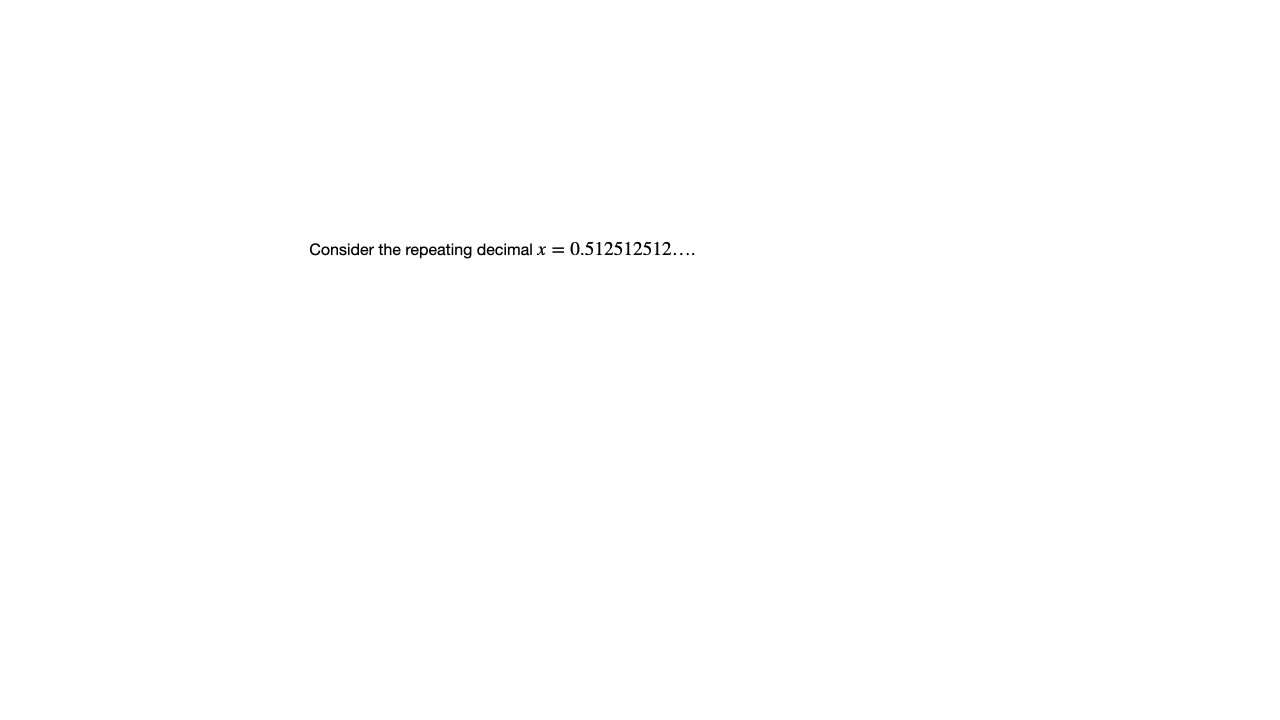 Consider the repeating decimal x = 0.512512512….